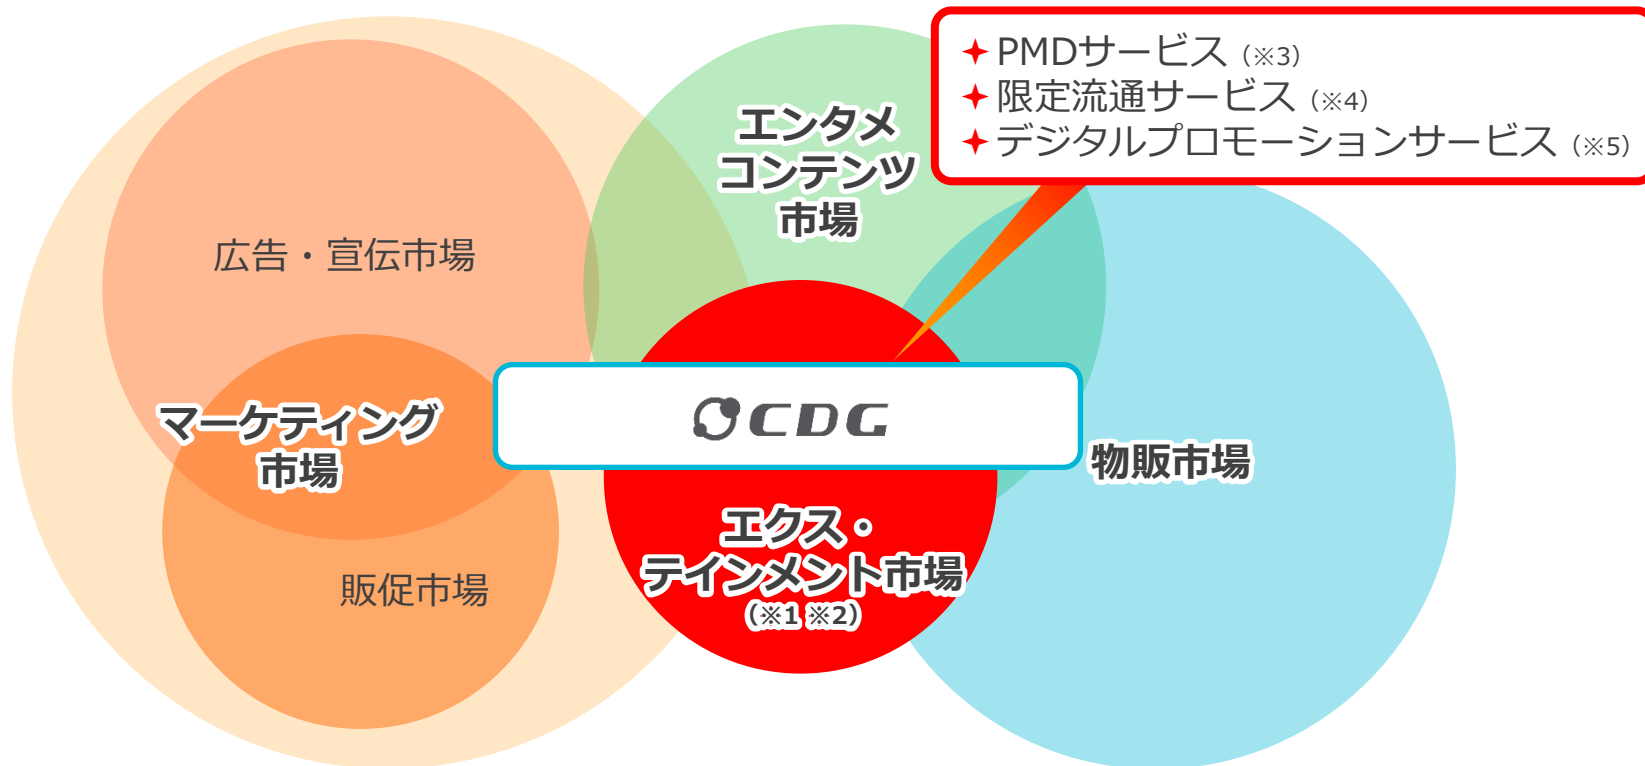 PMDサービス（※3）
限定流通サービス（※4）
デジタルプロモーションサービス（※5）
エンタメ
コンテンツ
市場
広告・宣伝市場
マーケティング
市場
CDG
物販市場
エクス・
テインメント市場
（※1 ※2）
販促市場